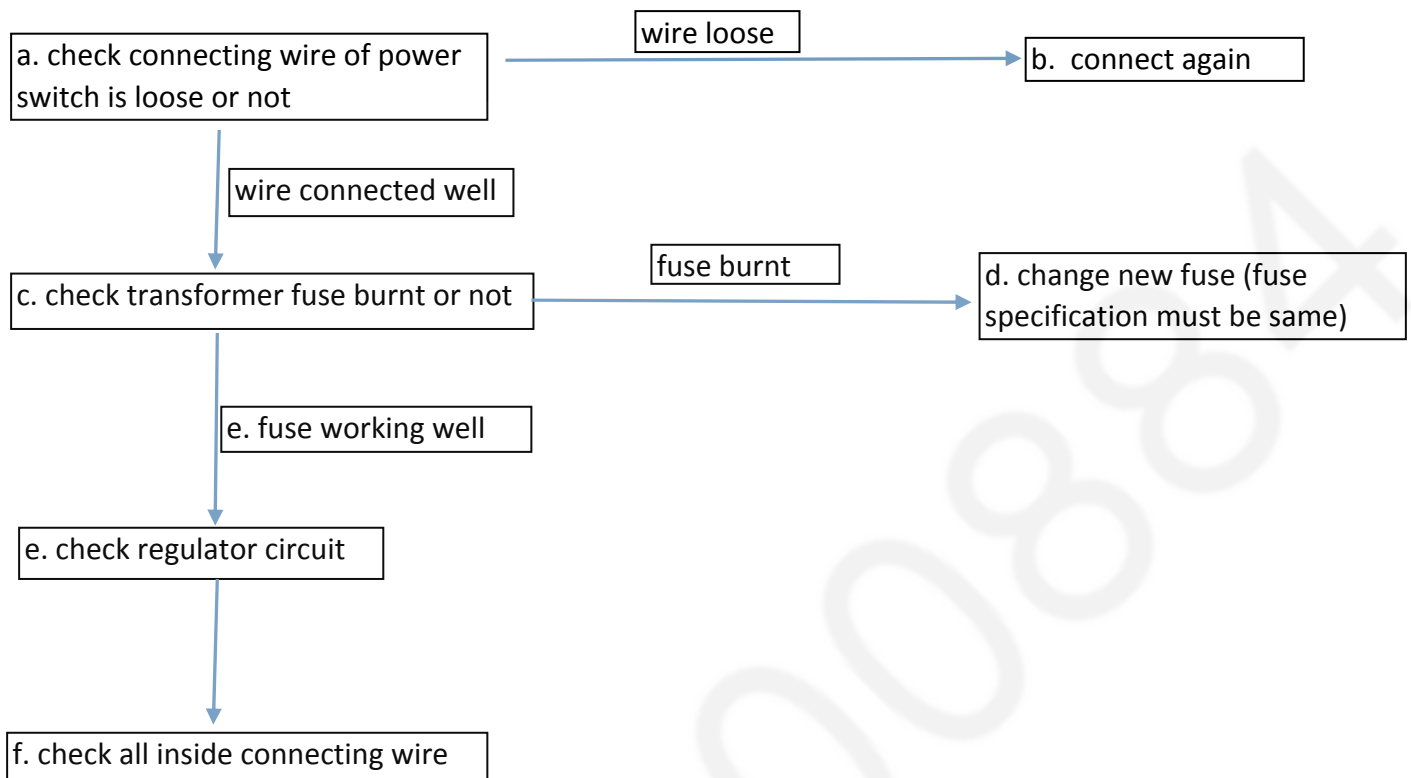 wire loose
a. check connecting wire of power
switch is loose or not
b. connect again
wire connected well
fuse burnt
c. check transformer fuse burnt or not
d. change new fuse (fuse
specification must be same)
e. fuse working well
e. check regulator circuit
f. check all inside connecting wire
00884